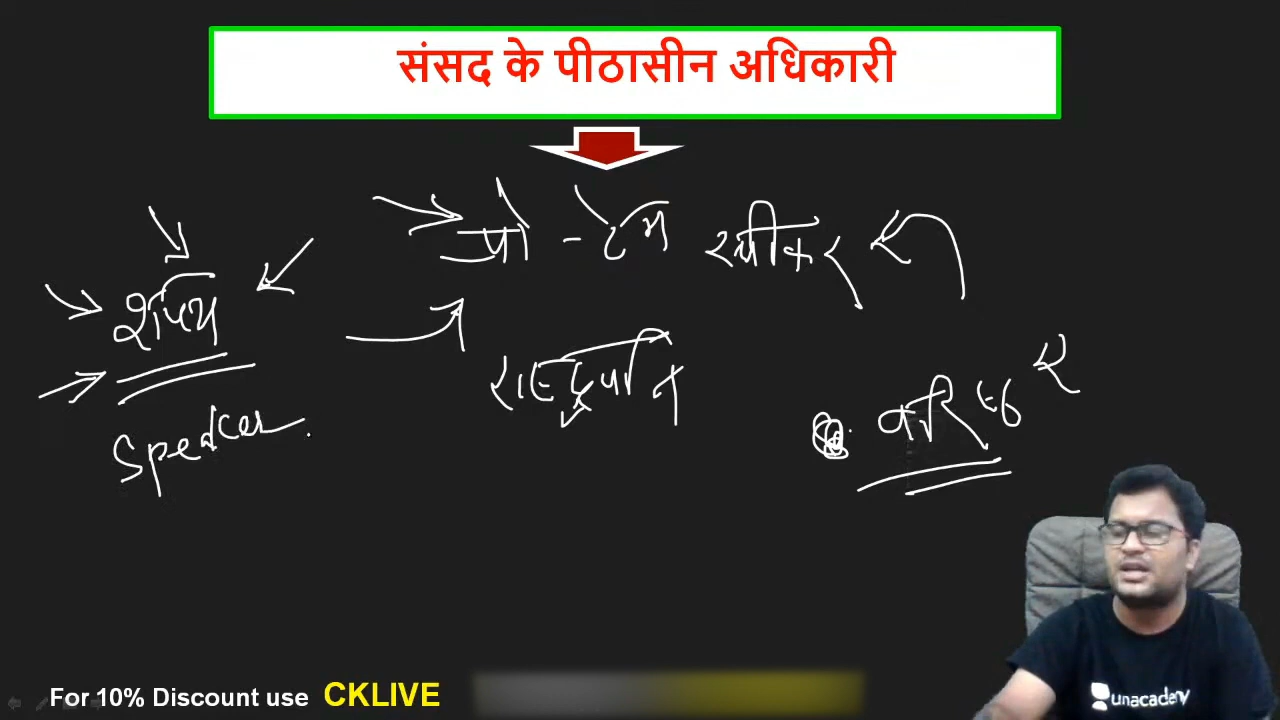 संसद के पीठासीन अधिकारी
प्रो - टेम स्पीकर
शपथ
राष्ट्रपति
वरिष्ठ
Speaker
unacademy
For 10% Discount use CKLIVE